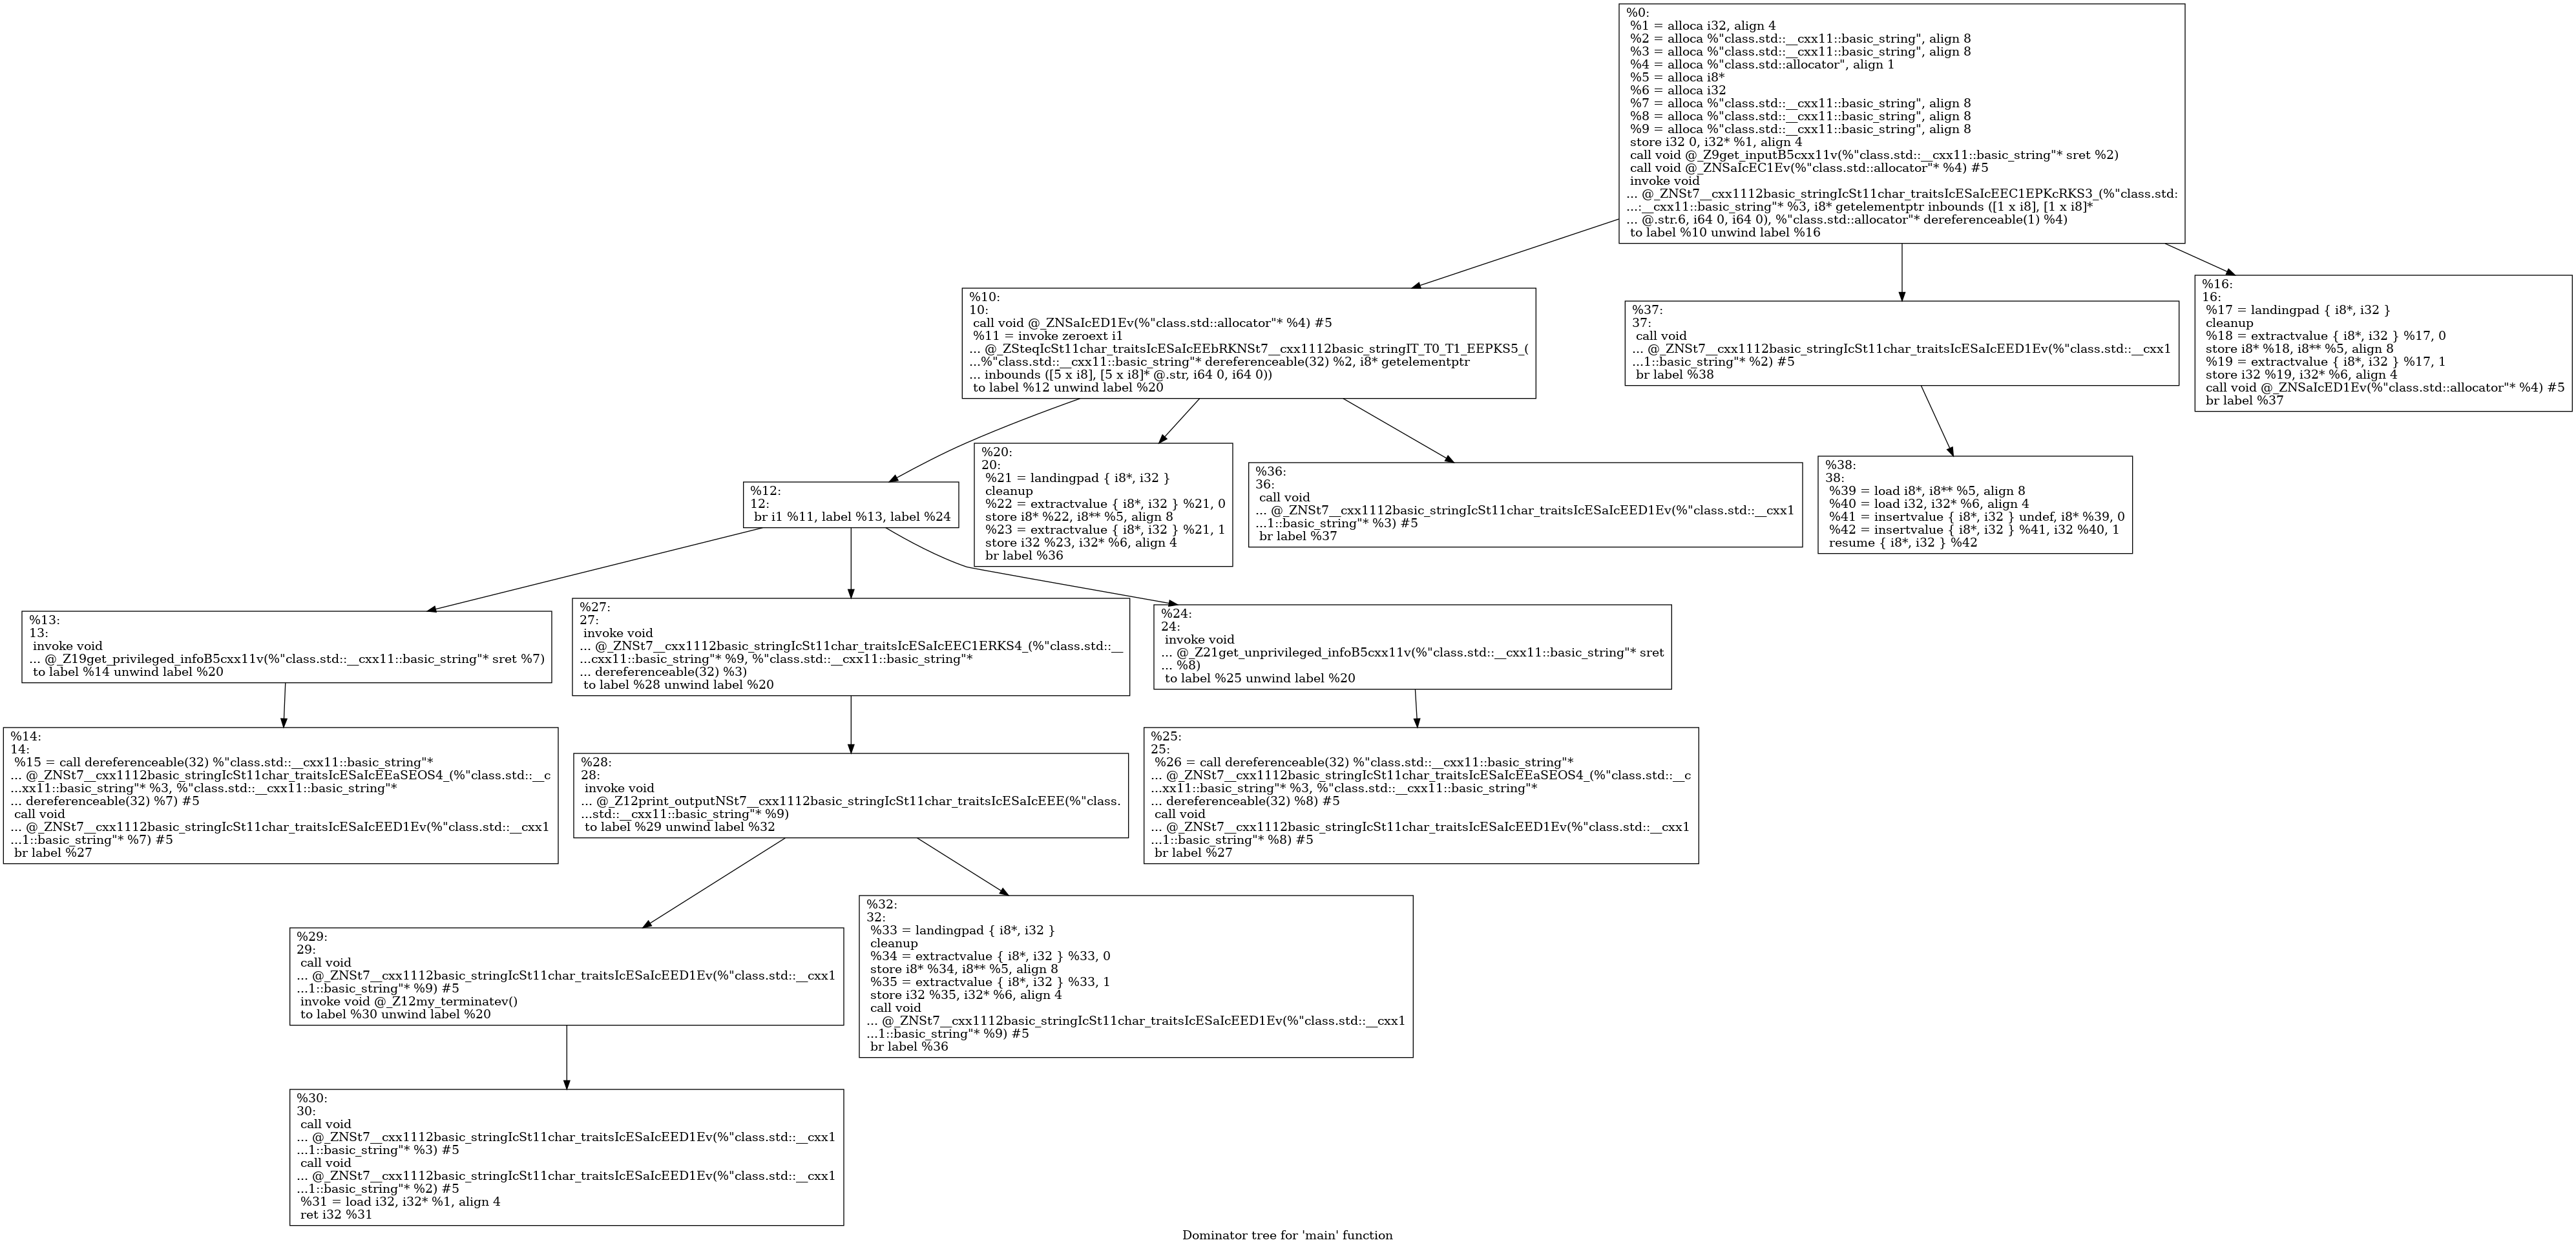 %0:
%1 = alloca i32, align 4
%2 = alloca %"class.std::__cxx11::basic_string", align 8
%3 = alloca %"class.std::__cxx11::basic_string", align 8
%4 = alloca %"class.std::allocator", align 1
%5 = alloca i8*
%6 = alloca i32
%7 = alloca %"class.std::__cxx11::basic_string", align 8
%8 = alloca %"class.std::__cxx11::basic_string", align 8
%9 = alloca %"class.std::__cxx11::basic_string", align 8
store i32 0, i32* %1, align 4
call void @_Z9get_inputB5cxx11v(%"class.std::__cxx11::basic_string"* sret %2)
call void @_ZNSaIcEC1Ev(%"class.std::allocator"* %4) #5
invoke void
... @_ZNSt7__cxx1112basic_stringIcSt11char_traitsIcESaIcEEC1EPKcRKS3_(%"class.std:
...:__cxx11::basic_string"* %3, i8* getelementptr inbounds ([1 x i8], [1 x i8]*
... @.str.6, i64 0, i64 0), %"class.std::allocator"* dereferenceable(1) %4)
to label %10 unwind label %16
%10:
10:
call void @_ZNSaIcED1Ev(%"class.std::allocator"* %4) #5
%11 = invoke zeroext i1
... @_ZSteqIcSt11char_traitsIcESaIcEEbRKNSt7__cxx1112basic_stringIT_T0_T1_EEPKS5_(
...%"class.std::__cxx11::basic_string"* dereferenceable(32) %2, i8* getelementptr
... inbounds ([5 x i8], [5 x i8]* @.str, i64 0, i64 0))
to label %12 unwind label %20
%37:
37:
call void
... @_ZNSt7__cxx1112basic_stringIcSt11char_traitsIcESaIcEED1Ev(%"class.std::__cxx1
...1::basic_string"* %2) #5
br label %38
%16:
16:
%17 = landingpad { i8*, i32 }
cleanup
%18 = extractvalue { i8*, i32 } %17, 0
store i8* %18, i8** %5, align 8
%19 = extractvalue { i8*, i32 } %17, 1
store i32 %19, i32* %6, align 4
call void @_ZNSaIcED1Ev(%"class.std::allocator"* %4) #5
br label %37
%12:
12:
br i1 %11, label %13, label %24
%20:
20:
%21 = landingpad { i8*, i32 }
cleanup
%22 = extractvalue { i8*, i32 } %21, 0
store i8* %22, i8** %5, align 8
%23 = extractvalue { i8*, i32 } %21, 1
store i32 %23, i32* %6, align 4
br label %36
%36:
36:
call void
... @_ZNSt7__cxx1112basic_stringIcSt11char_traitsIcESaIcEED1Ev(%"class.std::__cxx1
...1::basic_string"* %3) #5
br label %37
%38:
38:
%39 = load i8*, i8** %5, align 8
%40 = load i32, i32* %6, align 4
%41 = insertvalue { i8*, i32 } undef, i8* %39, 0
%42 = insertvalue { i8*, i32 } %41, i32 %40, 1
resume { i8*, i32 } %42
%13:
13:
invoke void
... @_Z19get_privileged_infoB5cxx11v(%"class.std::__cxx11::basic_string"* sret %7)
to label %14 unwind label %20
%27:
27:
invoke void
... @_ZNSt7__cxx1112basic_stringIcSt11char_traitsIcESaIcEEC1ERKS4_(%"class.std::__
...cxx11::basic_string"* %9, %"class.std::__cxx11::basic_string"*
... dereferenceable(32) %3)
to label %28 unwind label %20
%24:
24:
invoke void
... @_Z21get_unprivileged_infoB5cxx11v(%"class.std::__cxx11::basic_string"* sret
... %8)
to label %25 unwind label %20
%14:
14:
%15 = call dereferenceable(32) %"class.std::__cxx11::basic_string"*
... @_ZNSt7__cxx1112basic_stringIcSt11char_traitsIcESaIcEEaSEOS4_(%"class.std::__c
...xx11::basic_string"* %3, %"class.std::__cxx11::basic_string"*
... dereferenceable(32) %7) #5
call void
... @_ZNSt7__cxx1112basic_stringIcSt11char_traitsIcESaIcEED1Ev(%"class.std::__cxx1
...1::basic_string"* %7) #5
br label %27
%28:
28:
invoke void
... @_Z12print_outputNSt7__cxx1112basic_stringIcSt11char_traitsIcESaIcEEE(%"class.
...std::__cxx11::basic_string"* %9)
to label %29 unwind label %32
%25:
25:
%26 = call dereferenceable(32) %"class.std::__cxx11::basic_string"*
... @_ZNSt7__cxx1112basic_stringIcSt11char_traitsIcESaIcEEaSEOS4_(%"class.std::__c
...xx11::basic_string"* %3, %"class.std::__cxx11::basic_string"*
... dereferenceable(32) %8) #5
call void
... @_ZNSt7__cxx1112basic_stringIcSt11char_traitsIcESaIcEED1Ev(%"class.std::__cxx1
...1::basic_string"* %8) #5
br label %27
%29:
29:
call void
... @_ZNSt7__cxx1112basic_stringIcSt11char_traitsIcESaIcEED1Ev(%"class.std::__cxx1
...1::basic_string"* %9) #5
invoke void @_Z12my_terminatev()
to label %30 unwind label %20
%32:
32:
%33 = landingpad { i8*, i32 }
cleanup
%34 = extractvalue { i8*, i32 } %33, 0
store i8* %34, i8** %5, align 8
%35 = extractvalue { i8*, i32 } %33, 1
store i32 %35, i32* %6, align 4
call void
... @_ZNSt7__cxx1112basic_stringIcSt11char_traitsIcESaIcEED1Ev(%"class.std::__cxx1
...1::basic_string"* %9) #5
br label %36
%30:
30:
call void
... @_ZNSt7__cxx1112basic_stringIcSt11char_traitsIcESaIcEED1Ev(%"class.std::__cxx1
...1::basic_string"* %3) #5
call void
... @_ZNSt7__cxx1112basic_stringIcSt11char_traitsIcESaIcEED1Ev(%"class.std::__cxx1
...1::basic_string"* %2) #5
%31 = load i32, i32* %1, align 4
ret i32 %31
Dominator tree for 'main' function